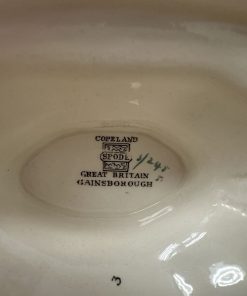 COPELAND
SPODE
GREAT BRITAIN
GAINSBOROUGH